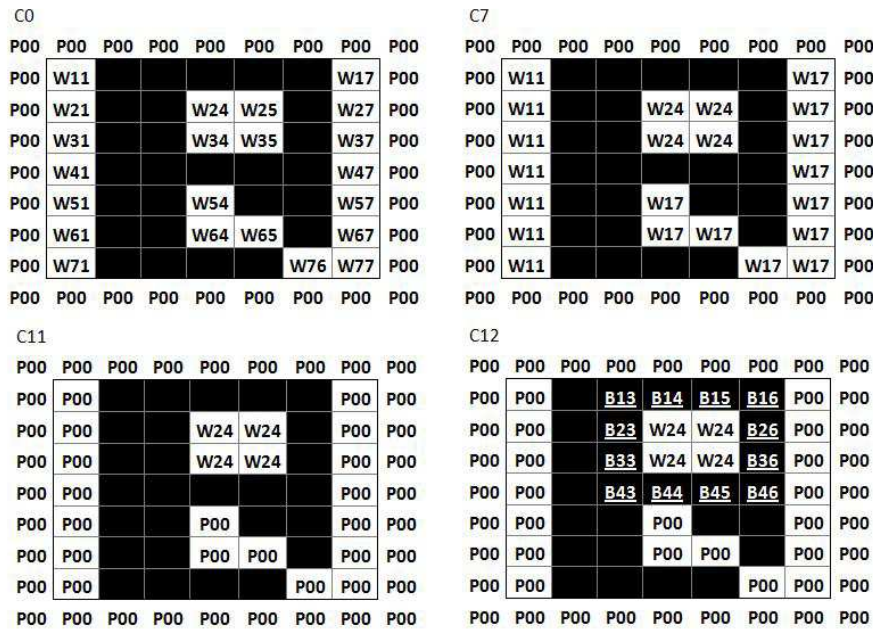 C0
P00 P00 P00 P00 P00 P00 P00 P00 P00
P00 W11 W17 P00
P00 W21 W24 W25 W27 P00
P00 W31 W34 W35 W37 P00
P00 W41 W47 P00
P00 W51 W54 W57 P00
P00 W61 W64 W65 W67 P00
P00 W71 W76 W77 P00
P00 P00 P00 P00 P00 P00 P00 P00 P00
C7
P00 P00 P00 P00 P00 P00 P00 P00 P00
P00 W11 W17 P00
P00 W11 W24 W24 W17 P00
P00 W11 W24 W24 W17 P00
P00 W11 W17 P00
P00 W11 W17 W17 P00
P00 W11 W17 W17 W17 P00
P00 W11 W17 W17 P00
P00 P00 P00 P00 P00 P00 P00 P00 P00
C11
P00 P00 P00 P00 P00 P00 P00 P00 P00
P00 P00 P00 P00
P00 P00 W24 W24 P00 P00
P00 P00 W24 W24 P00 P00
P00 P00 P00 P00
P00 P00 P00 P00 P00
P00 P00 P00 P00 P00 P00
P00 P00 P00 P00 P00
P00 P00 P00 P00 P00 P00 P00 P00 P00
C12
P00 P00 P00 P00 P00 P00 P00 P00 P00
P00 P00 B13 B14 B15 B16 P00 P00
P00 P00 B23 W24 W24 B26 P00 P00
P00 P00 B33 W24 W24 B36 P00 P00
P00 P00 B43 B44 B45 B46 P00 P00
P00 P00 P00 P00 P00
P00 P00 P00 P00 P00 P00
P00 P00 P00 P00 P00
P00 P00 P00 P00 P00 P00 P00 P00 P00